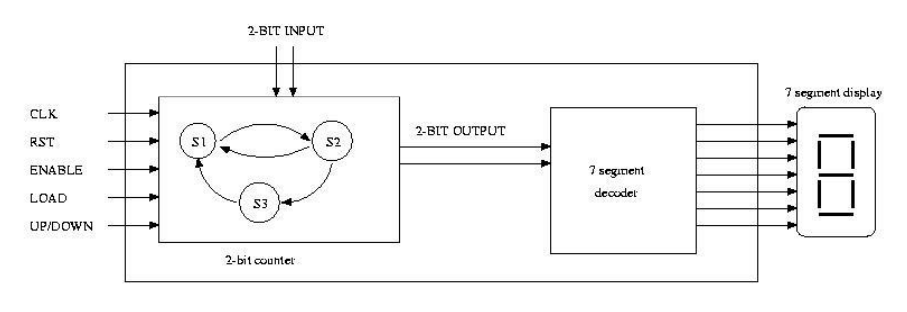 2-BIT INPUT
7 segment display
CLK
RST
ENABLE
LOAD
UP/DOWN
S1
S2
S3
2-BIT OUTPUT
7 segment
decoder
2-bit counter